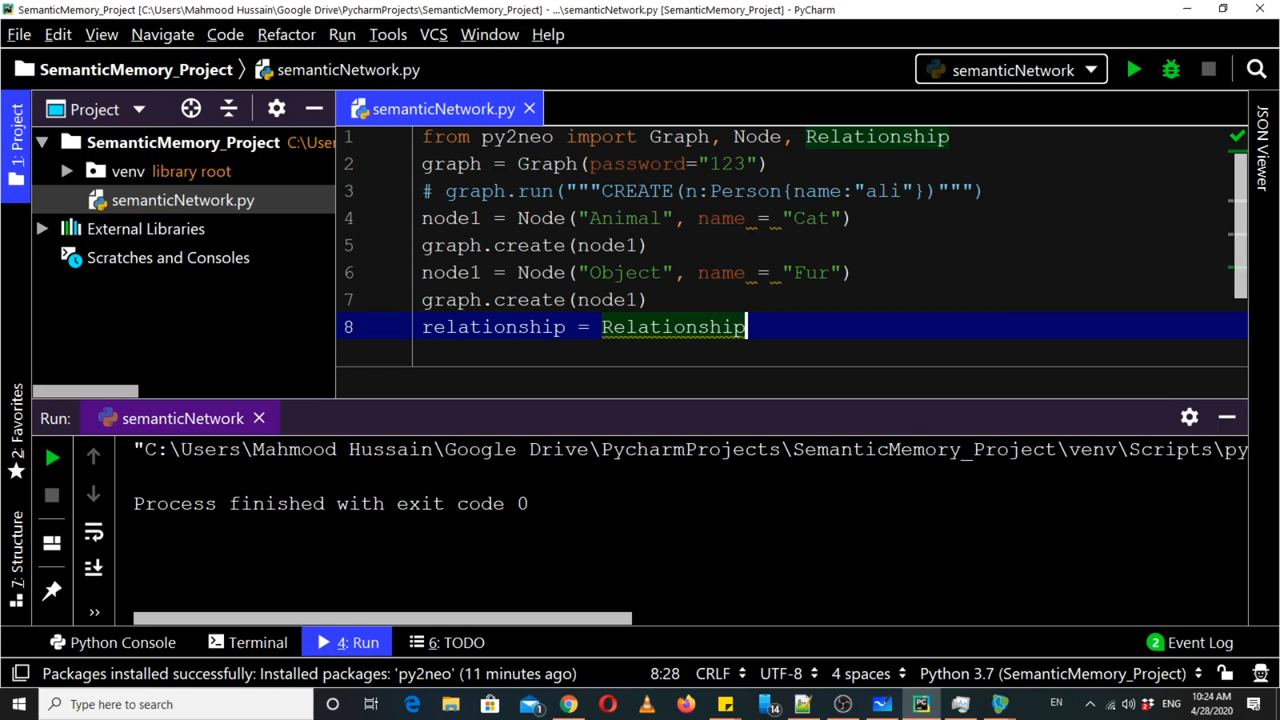 SemanticMemory_Project [C:\Users\Mahmood Hussain\Google Drive\PycharmProjects\SemanticMemory_Project] - ...\semanticNetwork.py [SemanticMemory_Project] - PyCharm
File Edit View Navigate Code Refactor Run Tools VCS Window Help
SemanticMemory_Project semanticNetwork.py semanticNetwork
1: Project
Project
semanticNetwork.py
JSON Viewer
SemanticMemory_Project C:\User
venv library root
semanticNetwork.py
External Libraries
Scratches and Consoles
1 from py2neo import Graph, Node, Relationship
2 graph = Graph(password="123")
3 # graph.run("""CREATE(n:Person{name:"ali"})""")
4 node1 = Node("Animal", name = "Cat")
5 graph.create(node1)
6 node1 = Node("Object", name = "Fur")
7 graph.create(node1)
8 relationship = Relationship
2: Favorites
7: Structure
Run: semanticNetwork
"C:\Users\Mahmood Hussain\Google Drive\PycharmProjects\SemanticMemory_Project\venv\Scripts\py
Process finished with exit code 0
Python Console Terminal 4: Run 6: TODO 2 Event Log
Packages installed successfully: Installed packages: 'py2neo' (11 minutes ago) 8:28 CRLF UTF-8 4 spaces Python 3.7 (SemanticMemory_Project)
Type here to search 1 14 EN ENG 10:24 AM
4/28/2020